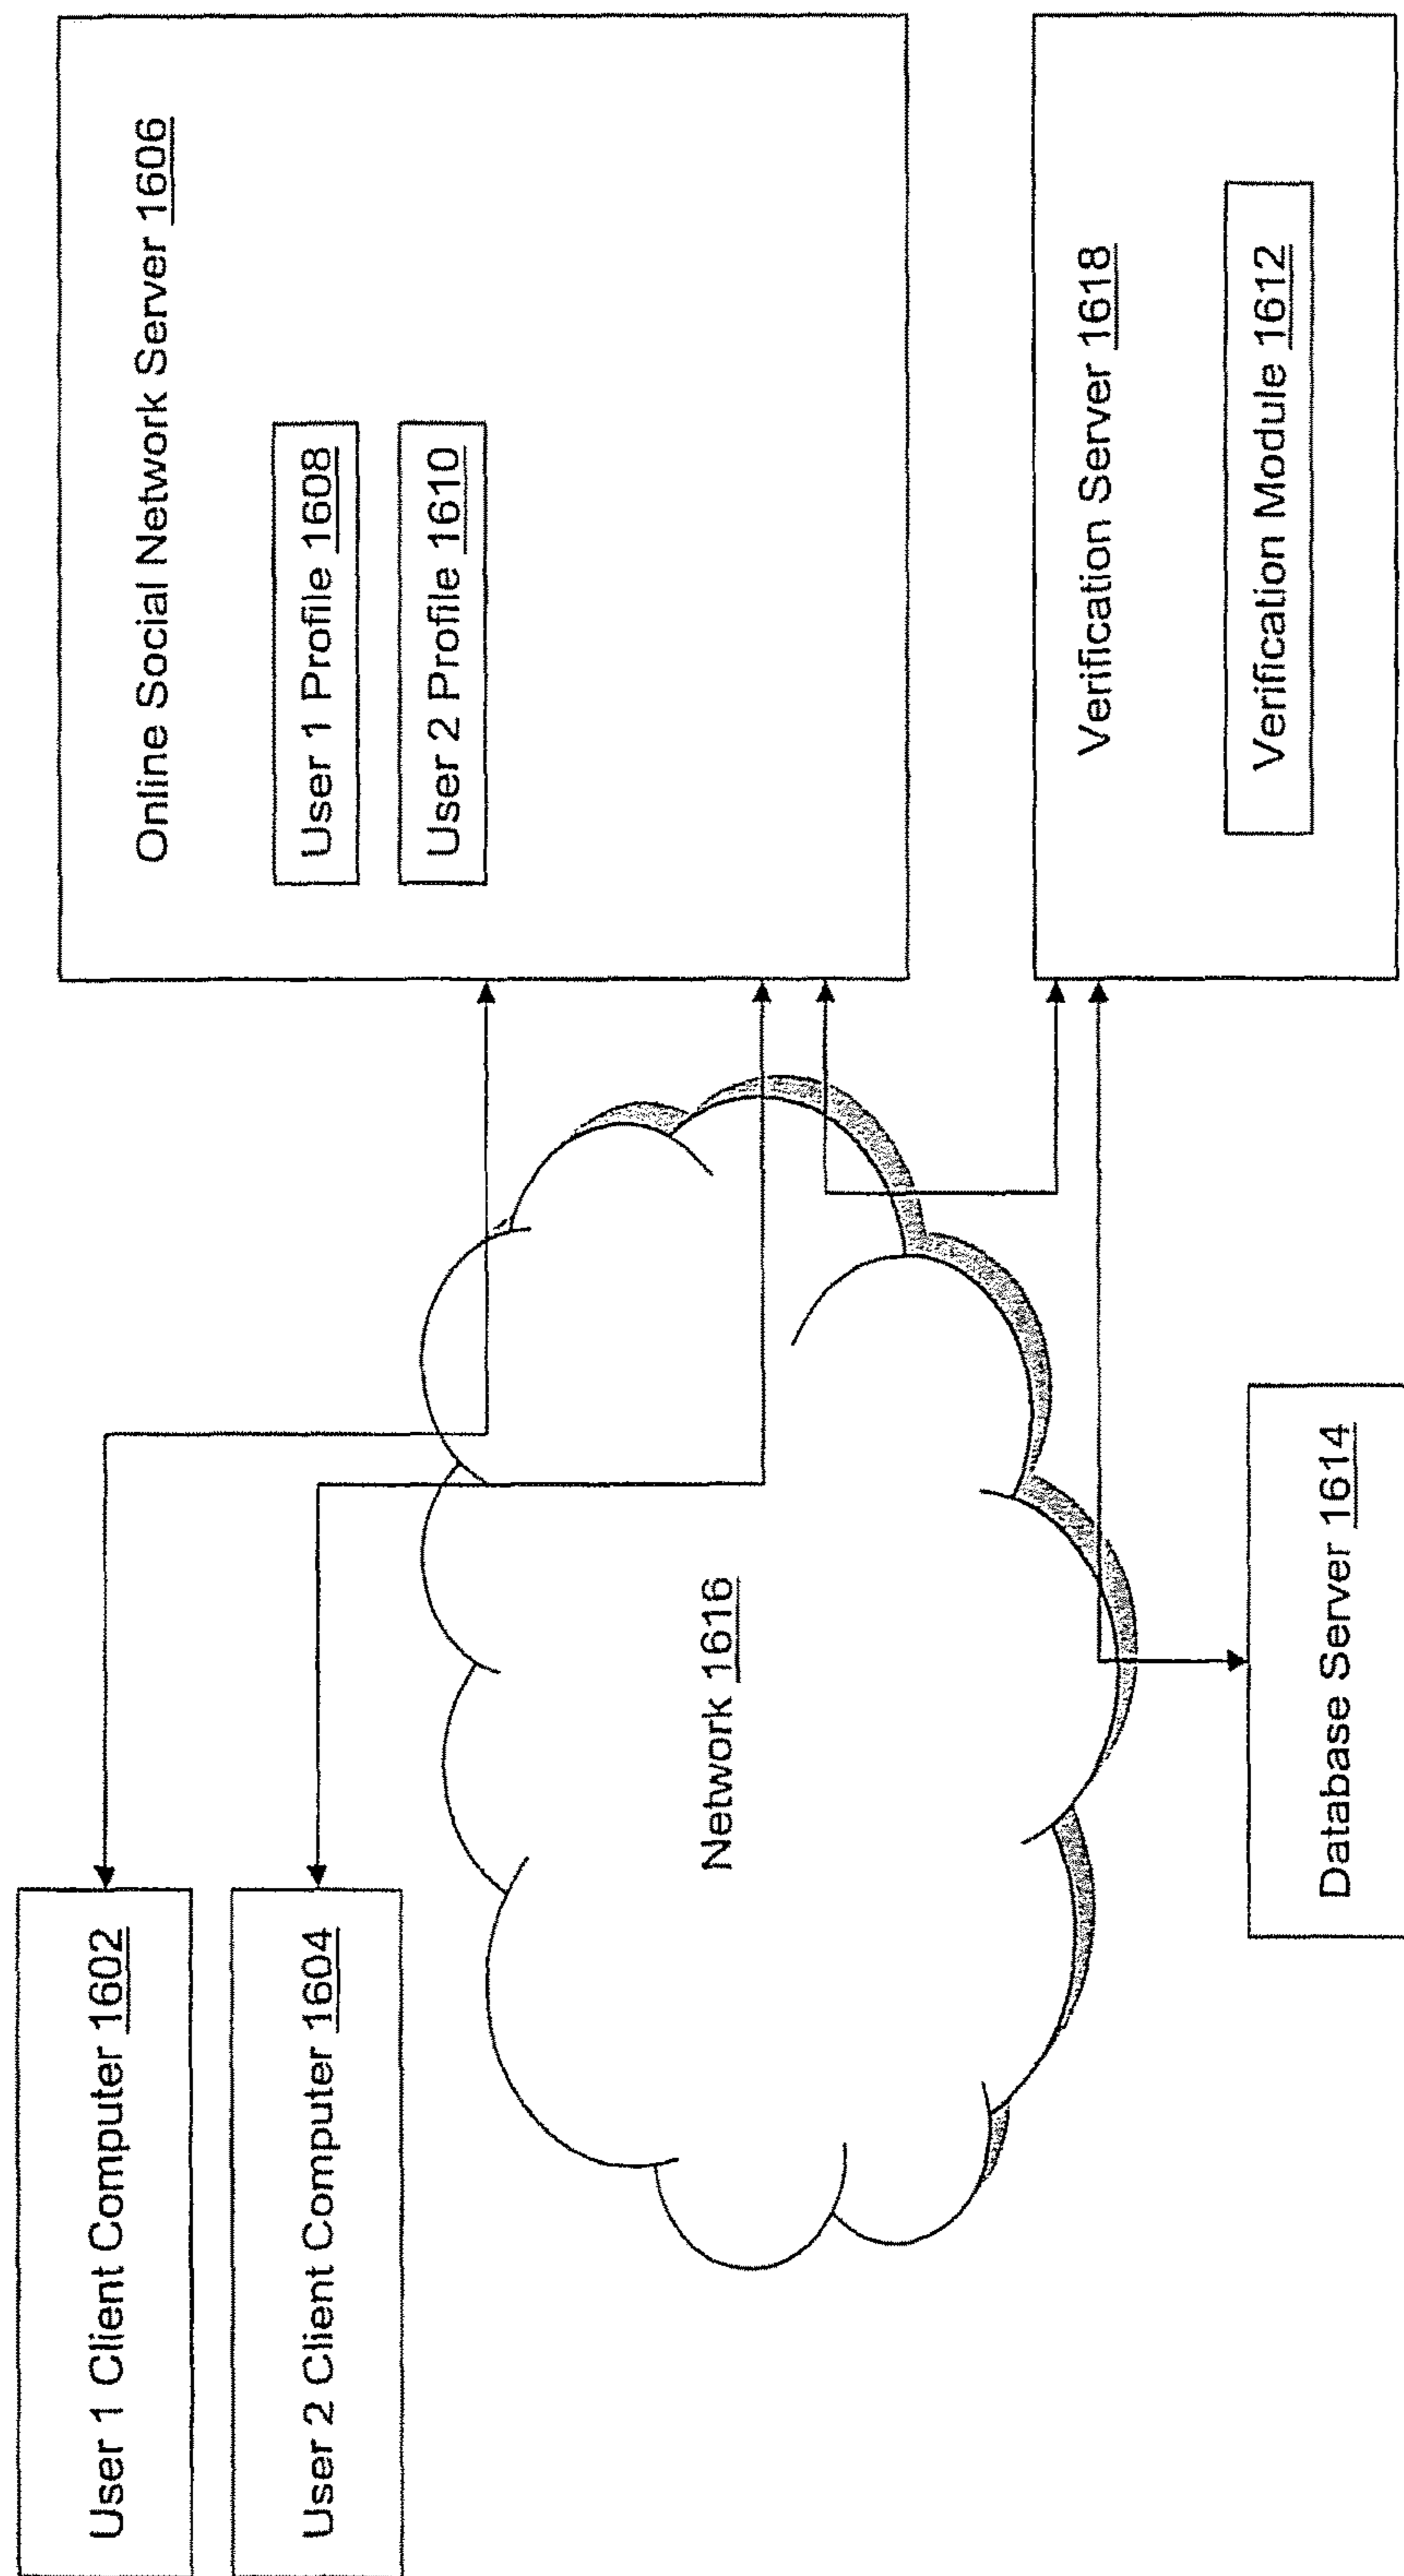 User 1 Client Computer 1602
User 2 Client Computer 1604
Online Social Network Server 1606
User 1 Profile 1608
User 2 Profile 1610
Network 1616
Verification Server 1618
Verification Module 1612
Database Server 1614